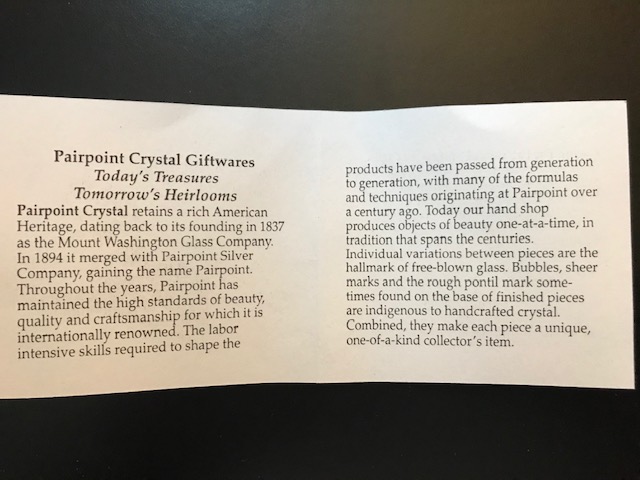 Pairpoint Crystal Giftwares
Today's Treasures
Tomorrow's Heirlooms
Pairpoint Crystal retains a rich American
Heritage, dating back to its founding in 1837
as the Mount Washington Glass Company.
In 1894 it merged with Pairpoint Silver
Company, gaining the name Pairpoint.
Throughout the years, Pairpoint has
maintained the high standards of beauty,
quality and craftsmanship for which it is
internationally renowned. The labor
intensive skills required to shape the
products have been passed from generation
to generation, with many of the formulas
and techniques originating at Pairpoint over
a century ago. Today our hand shop
produces objects of beauty one-at-a-time, in
tradition that spans the centuries.
Individual variations between pieces are the
hallmark of free-blown glass. Bubbles, sheer
marks and the rough pontil mark some-
times found on the base of finished pieces
are indigenous to handcrafted crystal.
Combined, they make each piece a unique,
one-of-a-kind collector's item.